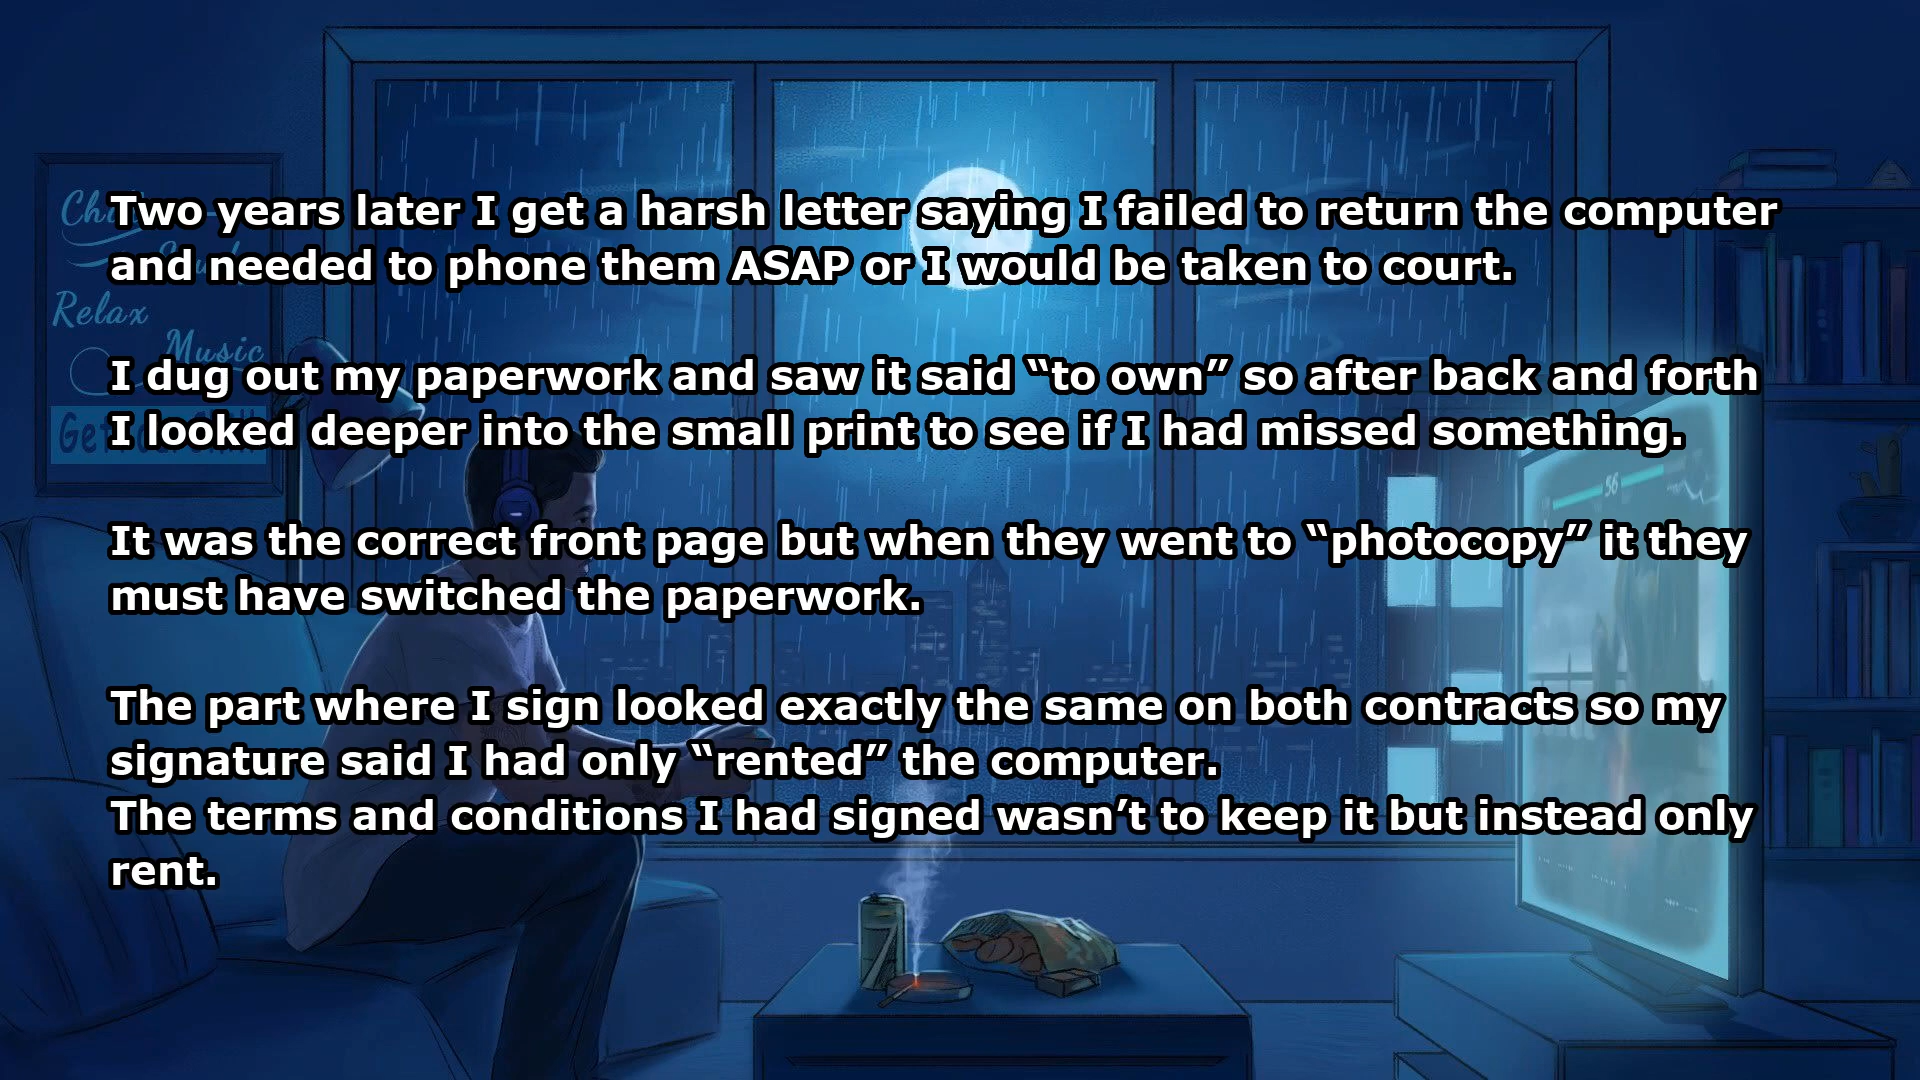 Two years later I get a harsh letter saying I failed to return the computer
and needed to phone them ASAP or I would be taken to court.
I dug out my paperwork and saw it said “to own” so after back and forth
I looked deeper into the small print to see if I had missed something.
It was the correct front page but when they went to “photocopy” it they
must have switched the paperwork.
The part where I sign looked exactly the same on both contracts so my
signature said I had only “rented” the computer.
The terms and conditions I had signed wasn’t to keep it but instead only
rent.
Relax
Music
56